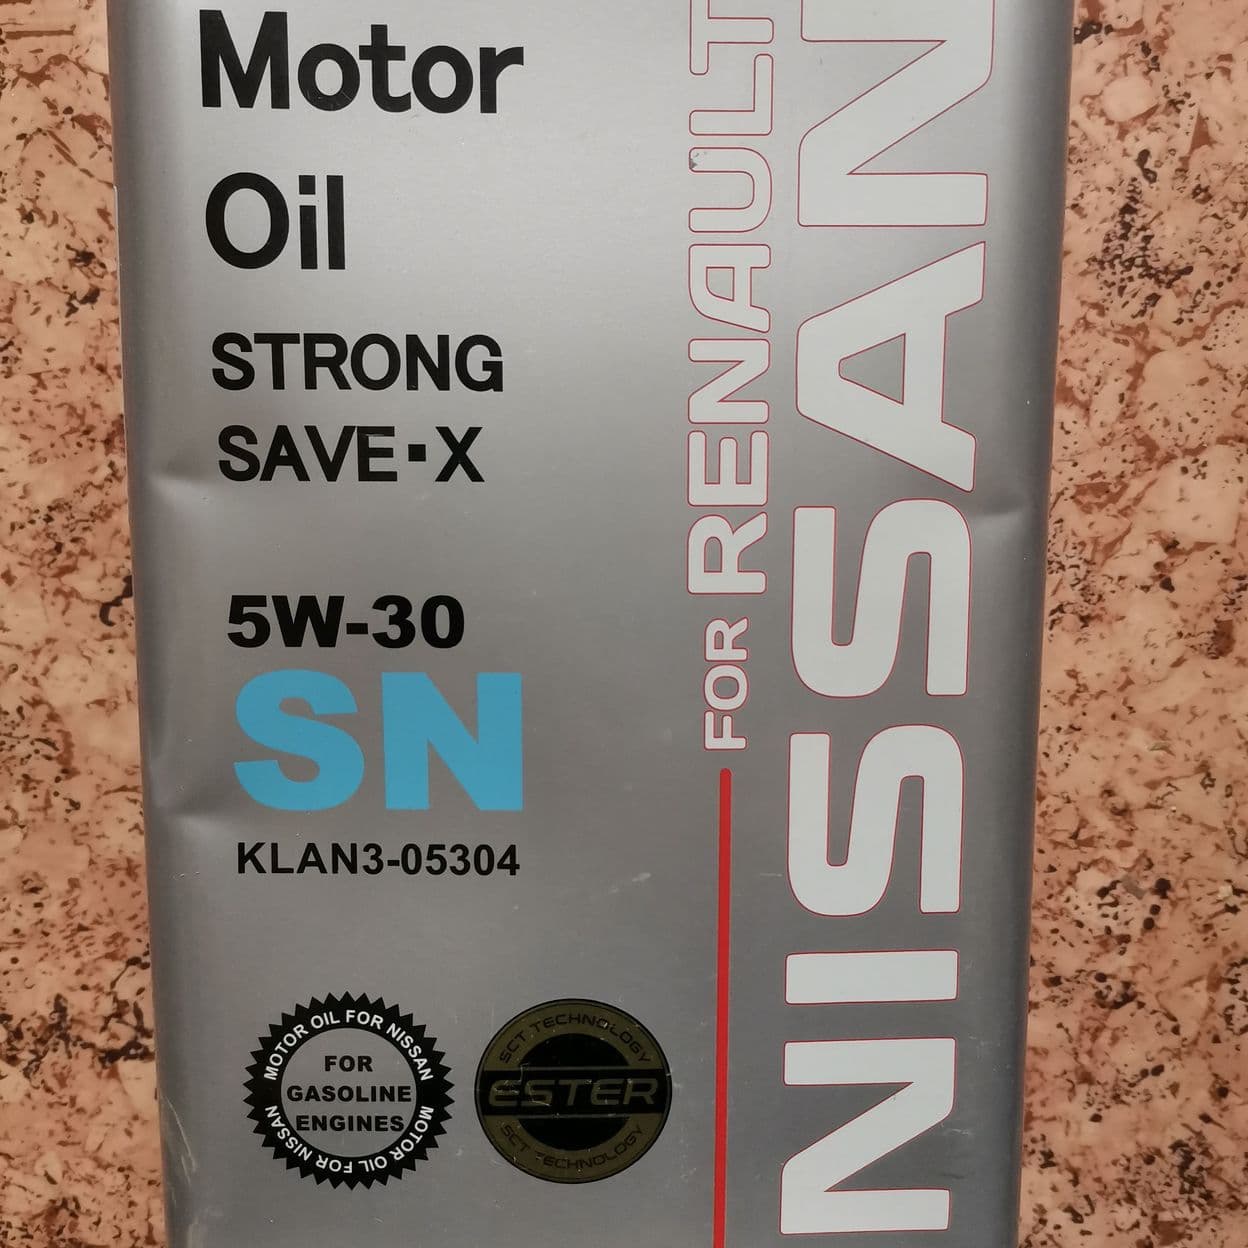 Motor
Oil
STRONG
SAVE·X
5W-30
SN
KLAN3-05304
MOTOR OIL FOR NISSAN
FOR
GASOLINE
ENGINES
MOTOR OIL FOR NISSAN
SCT TECHNOLOGY
ESTER
SCT TECHNOLOGY
FOR RENAULT
NISSAN